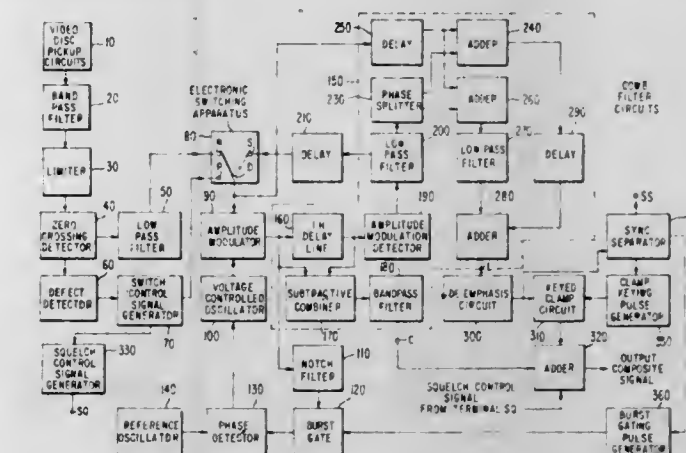 VIDEO
DISC
PICKUP
CIRCUITS
10
BAND
PASS
FILTER
20
LIMITER
30
ZERO
CROSSING
DETECTOR
40
LOW
PASS
FILTER
50
DEFECT
DETECTOR
60
SWITCH
CONTROL
SIGNAL
GENERATOR
70
SQUELCH
CONTROL
SIGNAL
GENERATOR
330
SQ
ELECTRONIC
SWITCHING
APPARATUS
80
N
S
P
D
90
AMPLITUDE
MODULATOR
VOLTAGE
CONTROLLED
OSCILLATOR
100
REFERENCE
OSCILLATOR
140
PHASE
DETECTOR
130
BURST
GATE
120
NOTCH
FILTER
110
210
DELAY
250
DELAY
240
ADDER
150
230
PHASE
SPLITTER
ADDER
260
200
LOW
PASS
FILTER
270
LOW PASS
FILTER
290
DELAY
COMB
FILTER
CIRCUITS
160
1H
DELAY
LINE
190
AMPLITUDE
MODULATION
DETECTOR
280
ADDER
180
SUBTRACTIVE
COMBINER
170
BANDPASS
FILTER
DE EMPHASIS
CIRCUIT
300
KEYED
CLAMP
CIRCUIT
310
SS
SYNC
SEPARATOR
CLAMP
KEYING
PULSE
GENERATOR
350
C
320
ADDER
OUTPUT
COMPOSITE
SIGNAL
SQUELCH CONTROL
SIGNAL
FROM TERMINAL SQ
360
BURST
GATING
PULSE
GENERATOR